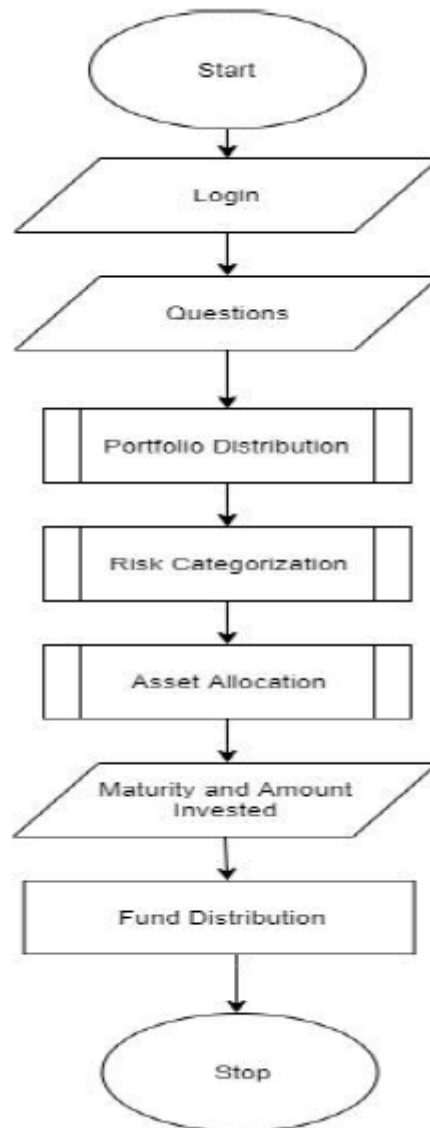 Start
Login
Questions
Portfolio Distribution
Risk Categorization
Asset Allocation
Maturity and Amount
Invested
Fund Distribution
Stop